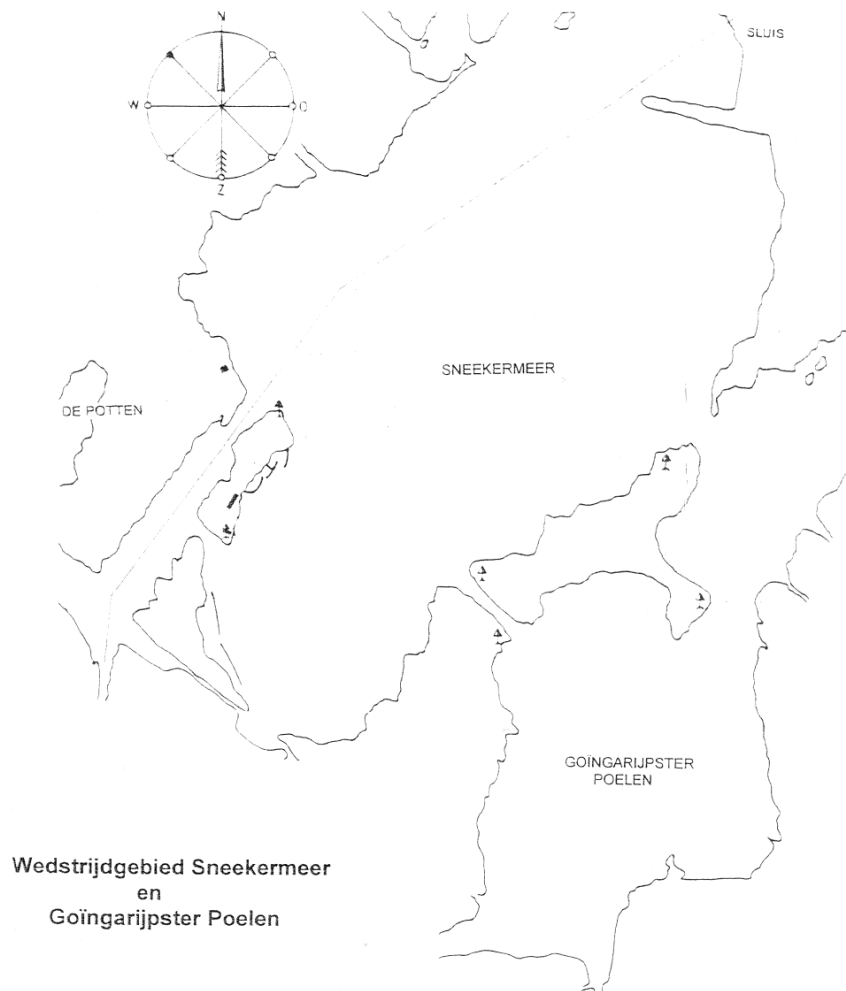 N
SLUIS
W
O
Z
SNEEKERMEER
DE POTTEN
GOÏNGARIJPSTER
POELEN
Wedstrijdgebied Sneekermeer
en
Goïngarijpster Poelen